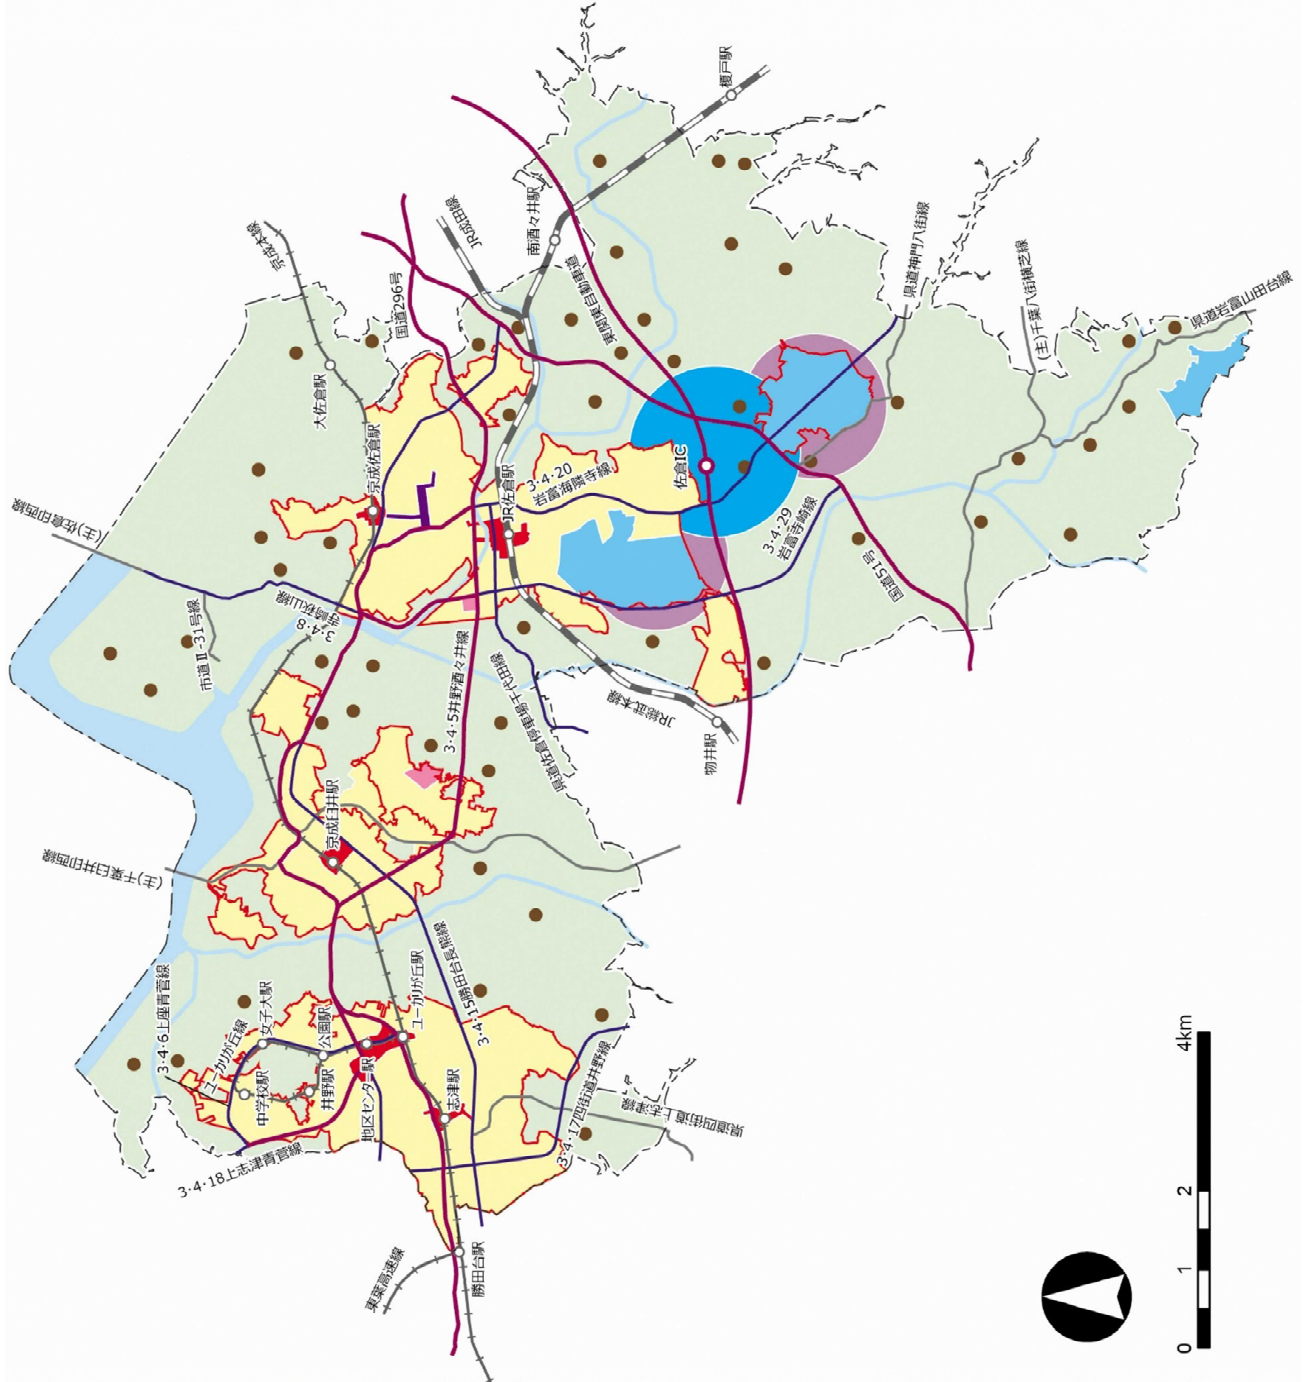 榎戸駅
JR成田線
南酒々井駅
京成本線
国道296号
東関東自動車道
県道神門八街線
(主)千葉八街横芝線
県道岩富山田台線
大佐倉駅
京成佐倉駅
JR佐倉駅
3・4・20
岩富海隣寺線
佐倉IC
3・4・29
岩富寺崎線
国道51号
(主)佐倉印西線
市道Ⅱ-31号線
3・4・8
3・4・5井野酒々井線
県道佐倉停車場千代田線
JR総武本線
物井駅
京成臼井駅
(主)千葉臼井印西線
3・4・6上座青菅線
ユーカリが丘線
女子大駅
公園駅
ユーカリが丘駅
3・4・15勝田台長熊線
中学校駅
井野駅
地区センター駅
志津駅
3・4・17四街道井野線
県道四街道上志津線
3・4・18上志津青菅線
東葉高速線
勝田台駅
0
1
2
4km